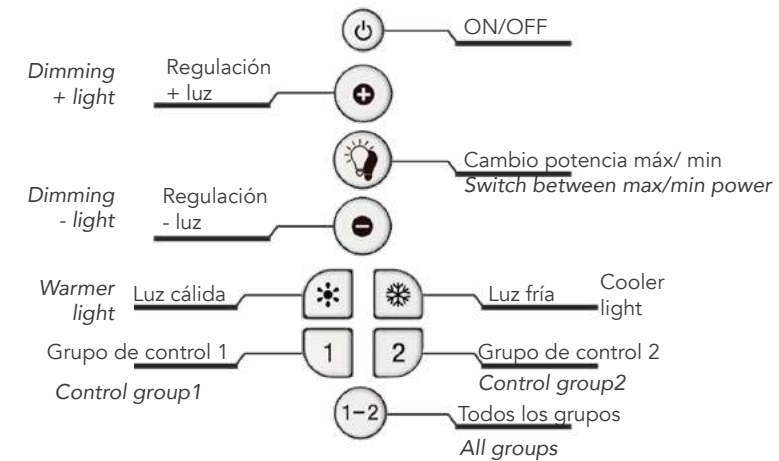 ON/OFF
Dimming
+ light
Regulación
+ luz
Cambio potencia máx/ min
Switch between max/min power
Dimming
- light
Regulación
- luz
Warmer
light
Luz cálida
Luz fría
Cooler
light
Grupo de control 1
Control group1
1
2
Grupo de control 2
Control group2
1-2
Todos los grupos
All groups